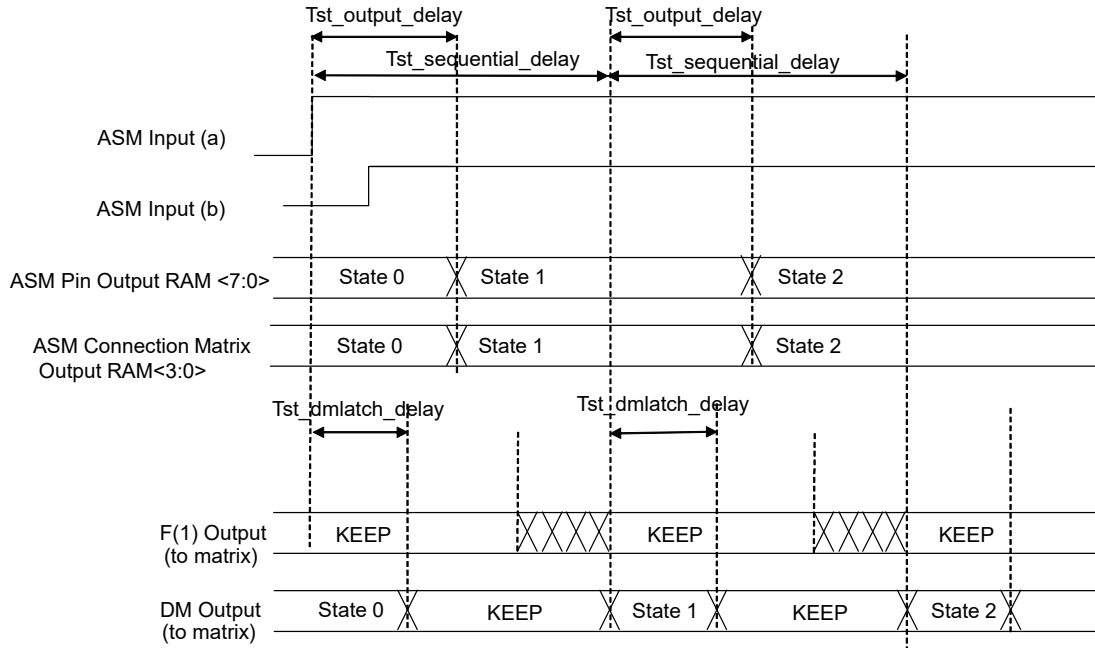 Tst_output_delay
Tst_output_delay
Tst_sequential_delay
Tst_sequential_delay
ASM Input (a)
ASM Input (b)
ASM Pin Output RAM <7:0>
State 0
State 1
State 2
ASM Connection Matrix
Output RAM<3:0>
State 0
State 1
State 2
Tst_dmlatch_delay
Tst_dmlatch_delay
F(1) Output
(to matrix)
KEEP
KEEP
KEEP
DM Output
(to matrix)
State 0
KEEP
State 1
KEEP
State 2